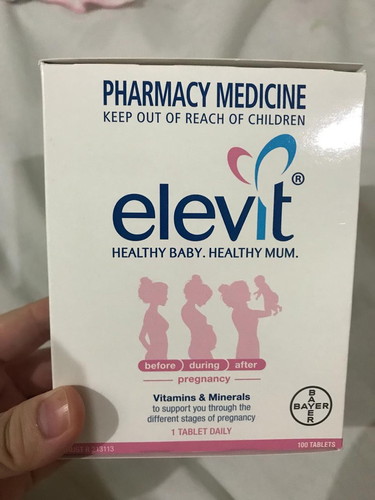 PHARMACY MEDICINE
KEEP OUT OF REACH OF CHILDREN
elevit®
HEALTHY BABY. HEALTHY MUM.
before during after
pregnancy
Vitamins & Minerals
to support you through the
different stages of pregnancy
1 TABLET DAILY
BAYER
BAYER
100 TABLETS